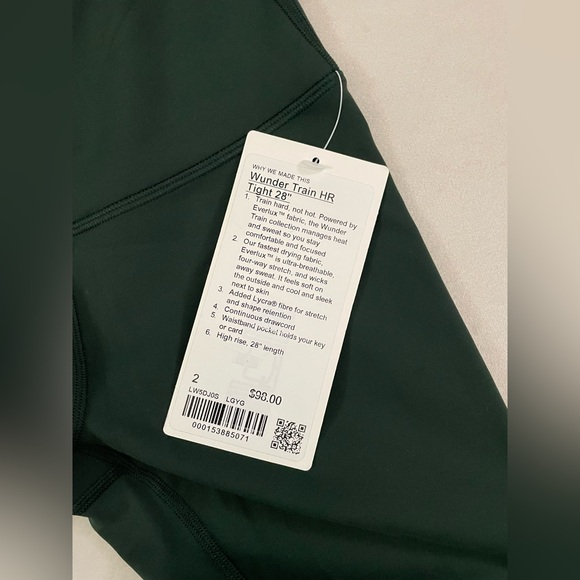 WHY WE MADE THIS
Wunder Train HR
Tight 28"
1. Train hard, not hot. Powered by
Everlux™ fabric, the Wunder
Train collection manages heat
and sweat so you stay
comfortable and focused
2. Our fastest drying fabric,
Everlux™ is ultra-breathable,
four-way stretch, and wicks
away sweat. It feels soft on
the outside and cool and sleek
next to skin
3. Added Lycra® fibre for stretch
and shape retention
4. Continuous drawcord
5. Waistband pocket holds your key
or card
6. High rise, 28" length
2 $98.00
LW5DJ0S LGYG
000153885071